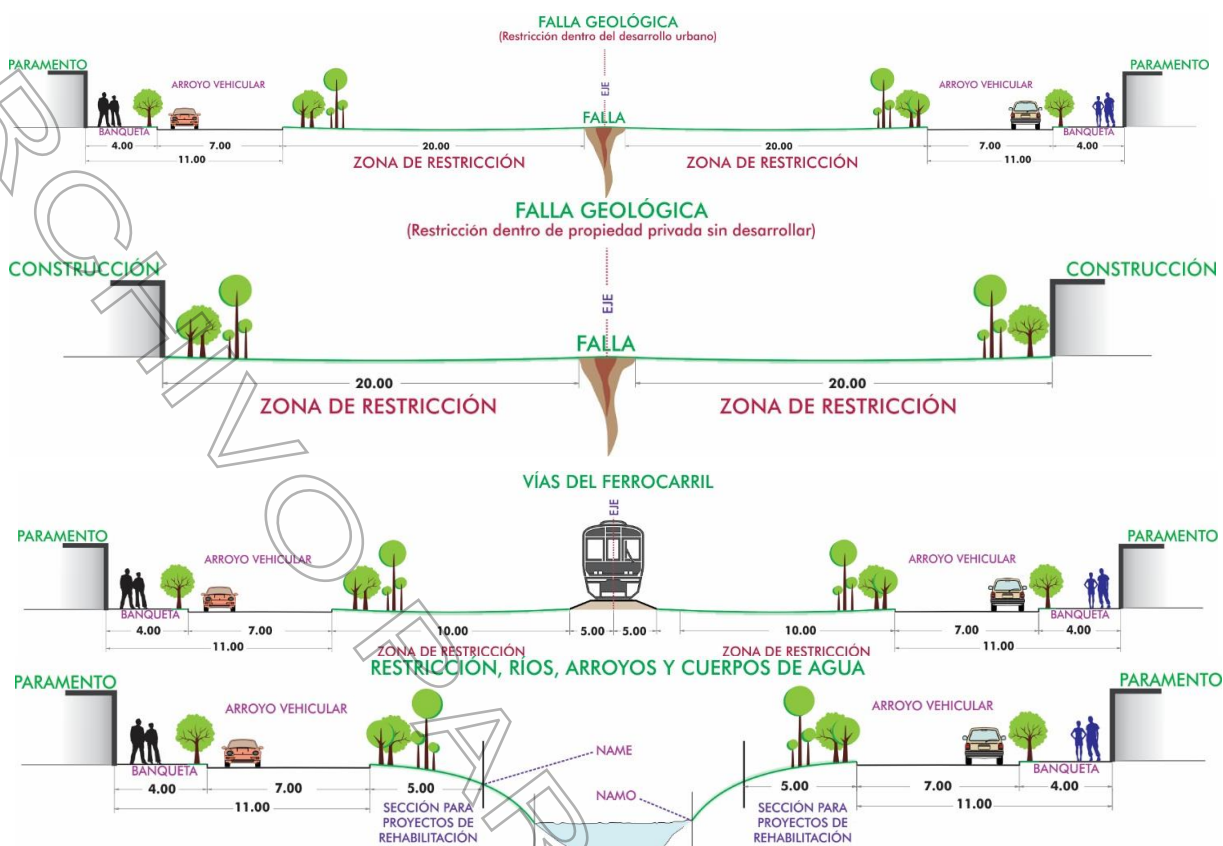 FALLA GEOLÓGICA
(Restricción dentro del desarrollo urbano)
PARAMENTO
ARROYO VEHICULAR
EJE
ARROYO VEHICULAR
PARAMENTO
FALLA
BANQUETA
BANQUETA
4.00 7.00 20.00 20.00 7.00 4.00
11.00 ZONA DE RESTRICCIÓN ZONA DE RESTRICCIÓN 11.00
FALLA GEOLÓGICA
(Restricción dentro de propiedad privada sin desarrollar)
CONSTRUCCIÓN
CONSTRUCCIÓN
EJE
FALLA
20.00 20.00
ZONA DE RESTRICCIÓN ZONA DE RESTRICCIÓN
VÍAS DEL FERROCARRIL
EJE
PARAMENTO
PARAMENTO
ARROYO VEHICULAR
ARROYO VEHICULAR
BANQUETA
BANQUETA
4.00 7.00 10.00 5.00 5.00 10.00 7.00 4.00
11.00 ZONA DE RESTRICCIÓN ZONA DE RESTRICCIÓN 11.00
RESTRICCIÓN, RÍOS, ARROYOS Y CUERPOS DE AGUA
PARAMENTO
PARAMENTO
ARROYO VEHICULAR
ARROYO VEHICULAR
NAME
BANQUETA
BANQUETA
4.00 7.00 5.00 NAMO 5.00 7.00 4.00
11.00 11.00
SECCIÓN PARA
PROYECTOS DE
REHABILITACIÓN
SECCIÓN PARA
PROYECTOS DE
REHABILITACIÓN